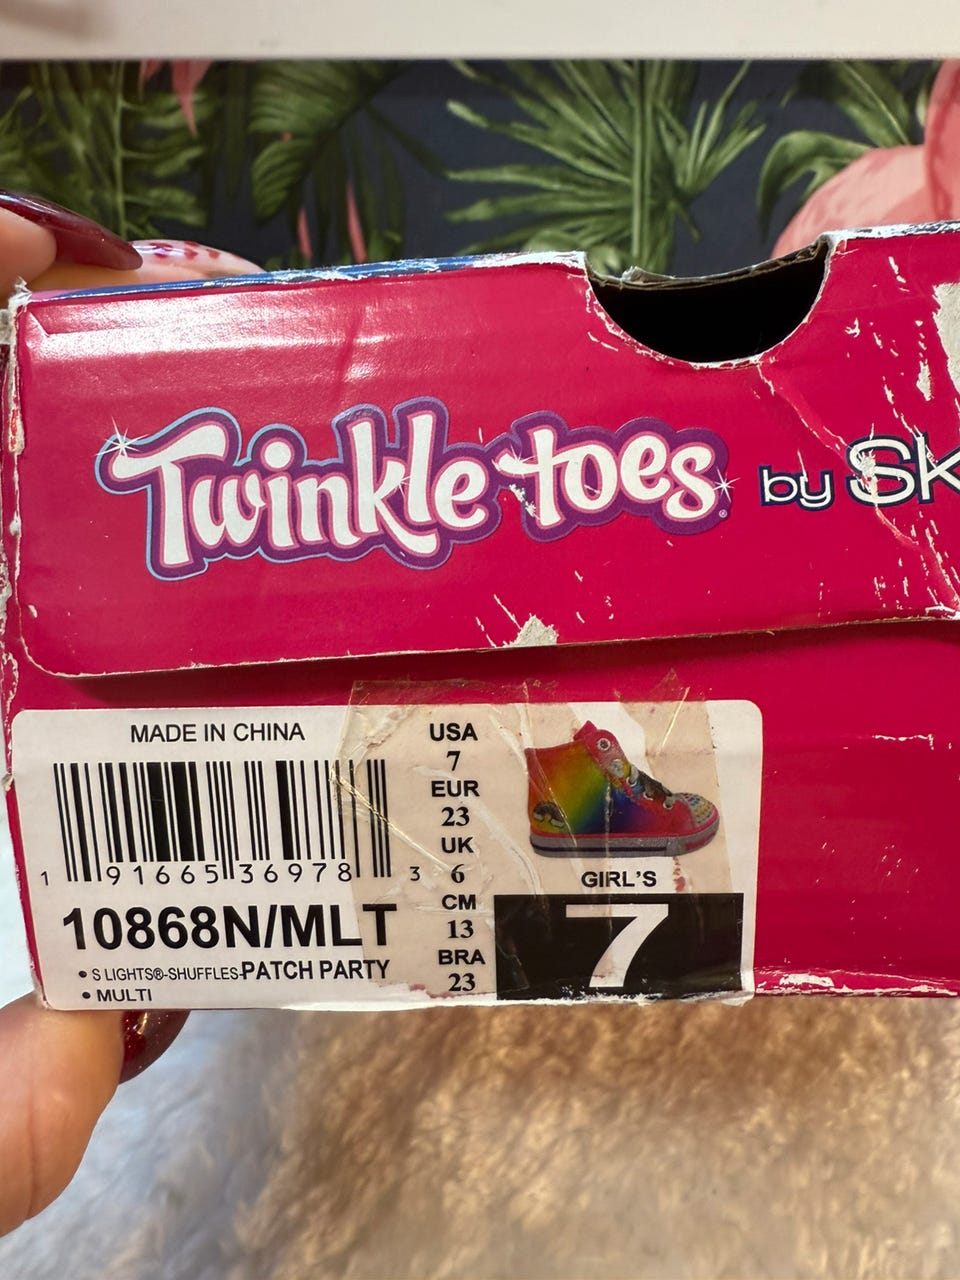 Twinkle toes® by Sk
MADE IN CHINA
1 91665 36978 3
10868N/MLT
• S LIGHTS®-SHUFFLES-PATCH PARTY
• MULTI
USA
7
EUR
23
UK
6
CM
13
BRA
23
GIRL'S
7